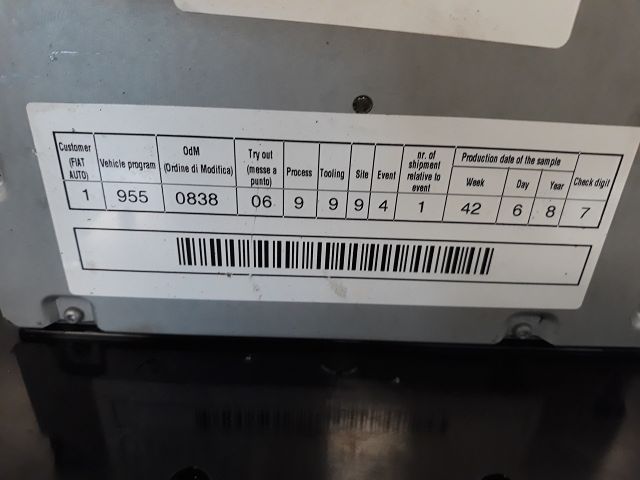 Customer (FIAT AUTO) Vehicle program OdM (Ordine di Modifica) Try out (messe a punto) Process Tooling Site Event nr. of shipment relative to event Production date of the sample Week Day Year Check digit
1 955 0838 06 9 9 9 4 1 42 6 8 7